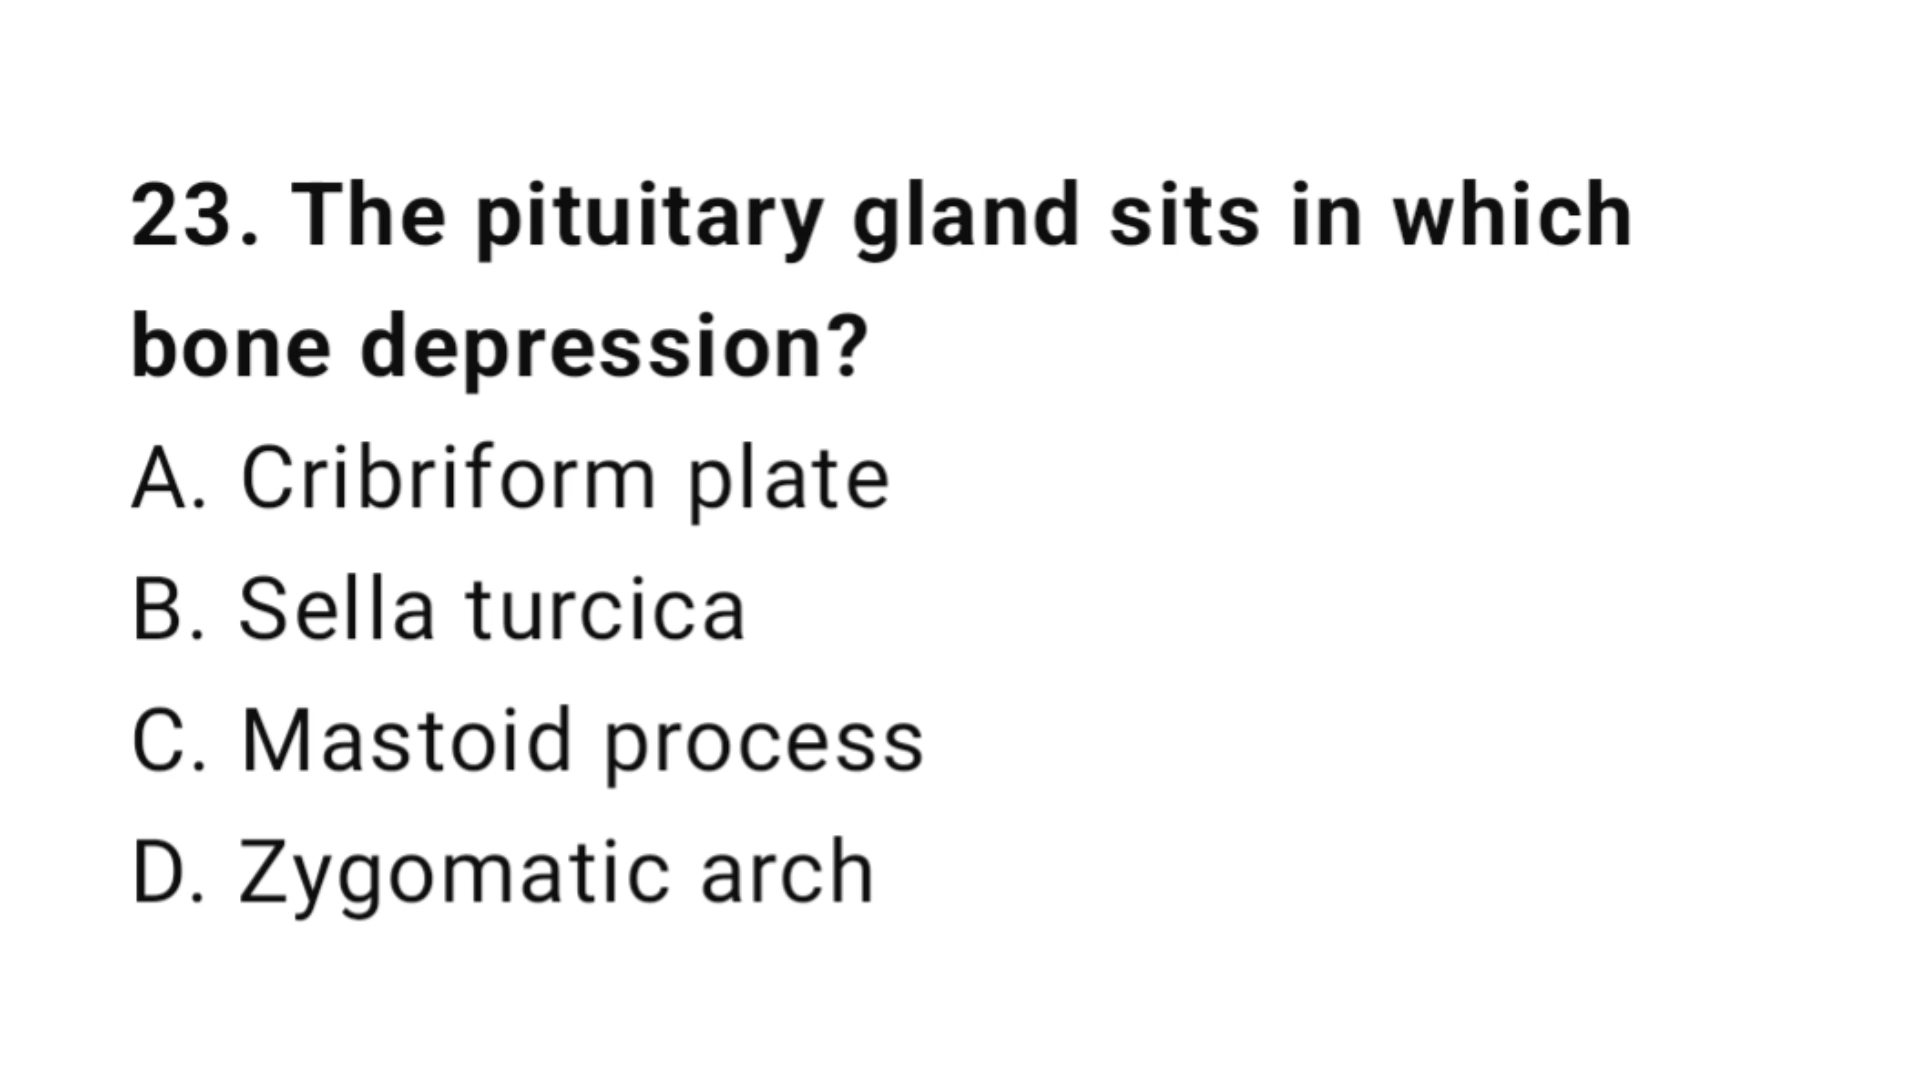 23. The pituitary gland sits in which
bone depression?
A. Cribriform plate
B. Sella turcica
C. Mastoid process
D. Zygomatic arch